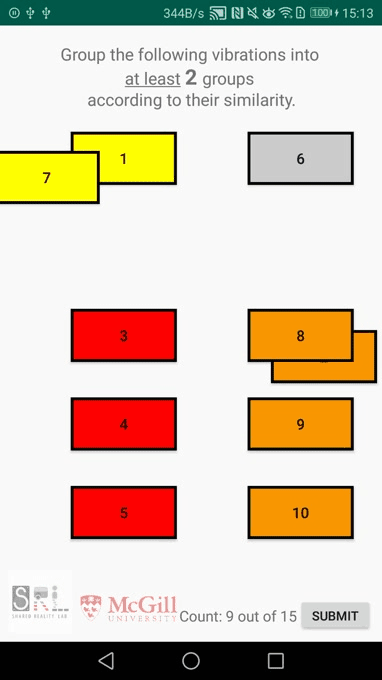 344B/s 100 15:13
Group the following vibrations into
at least 2 groups
according to their similarity.
1
7
6
3
8
4
9
5
10
SRL
SHARED REALITY LAB
McGill
UNIVERSITY
Count: 9 out of 15
SUBMIT